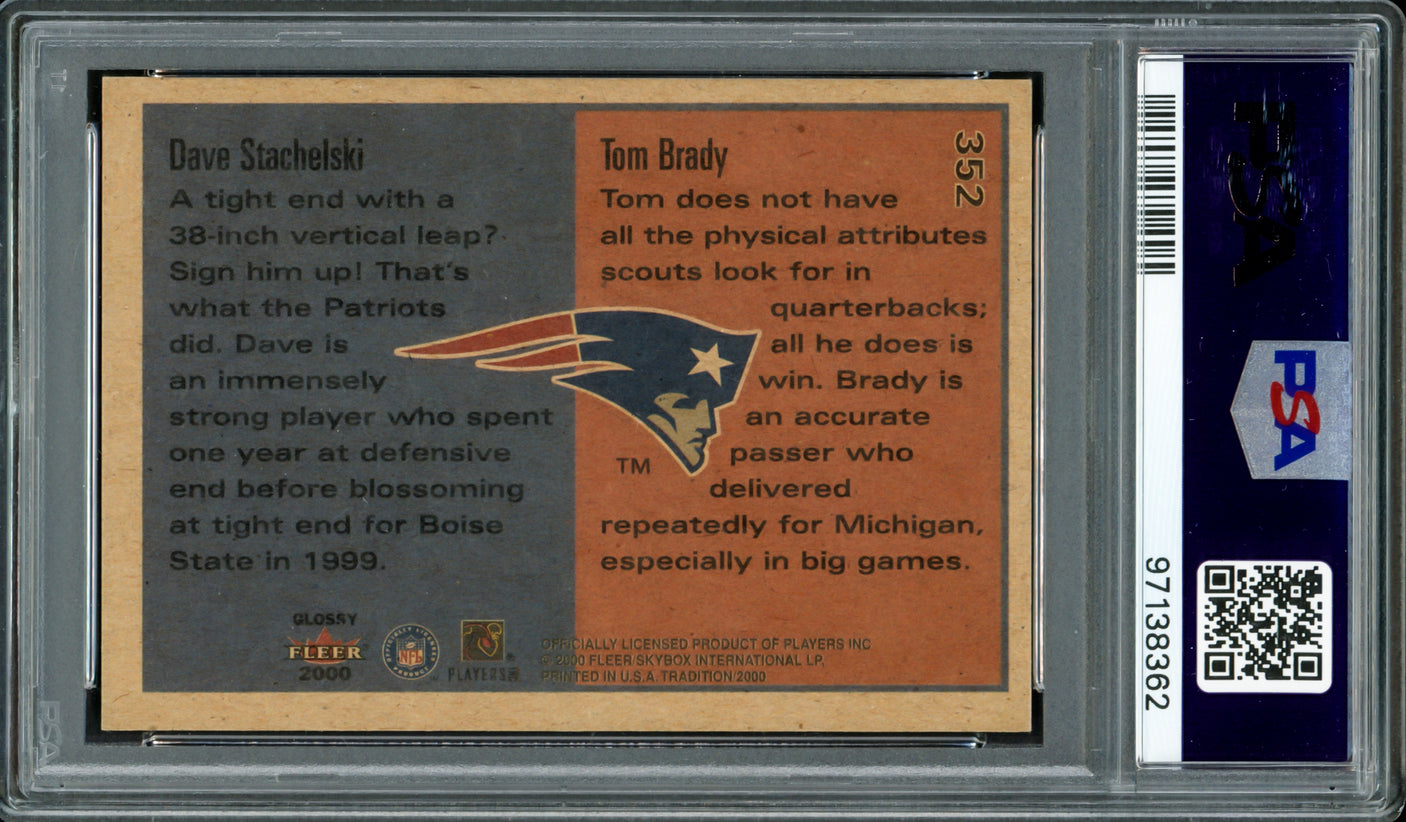 Dave Stachelski
A tight end with a
38-inch vertical leap?
Sign him up! That's
what the Patriots
did. Dave is
an immensely
strong player who spent
one year at defensive
end before blossoming
at tight end for Boise
State in 1999.
Tom Brady
352
Tom does not have
all the physical attributes
scouts look for in
quarterbacks;
all he does is
win. Brady is
an accurate
passer who
delivered
repeatedly for Michigan,
especially in big games.
TM
GLOSSY
FLEER
2000
NFL
PLAYERS INC
OFFICIALLY LICENSED PRODUCT OF PLAYERS INC
© 2000 FLEER/SKYBOX INTERNATIONAL LP,
PRINTED IN U.S.A. TRADITION/2000
PSA
PSA
97138362
PSA